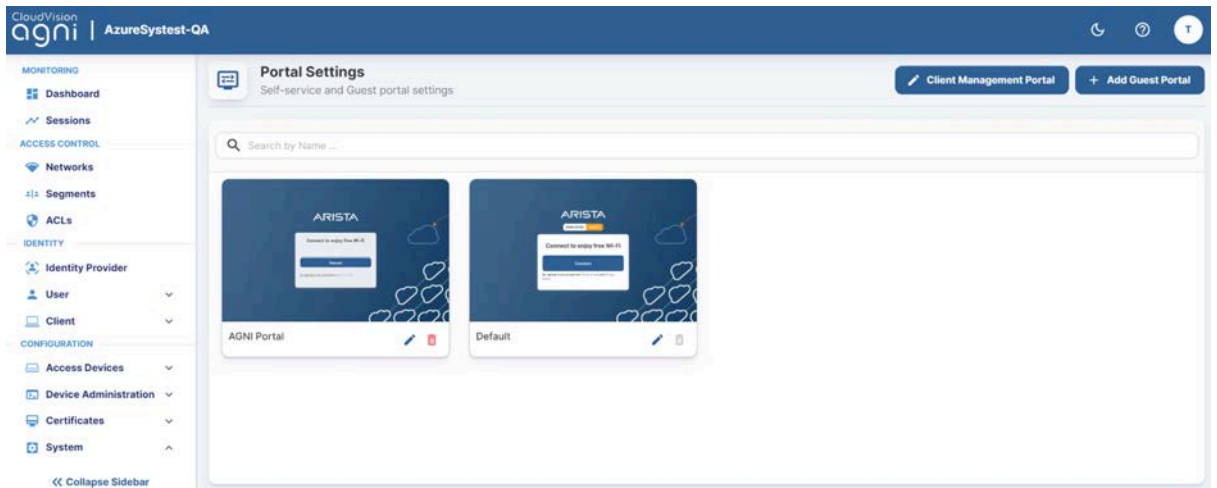 CloudVision
agni | AzureSystest-QA
T
MONITORING
Dashboard
Sessions
ACCESS CONTROL
Networks
Segments
ACLs
IDENTITY
Identity Provider
User
Client
CONFIGURATION
Access Devices
Device Administration
Certificates
System
Collapse Sidebar
Portal Settings
Self-service and Guest portal settings
Client Management Portal
+ Add Guest Portal
Search by Name ...
ARISTA
Connect to enjoy free Wi-Fi
AGNI Portal
ARISTA
Connect to enjoy free Wi-Fi
Connect
Default